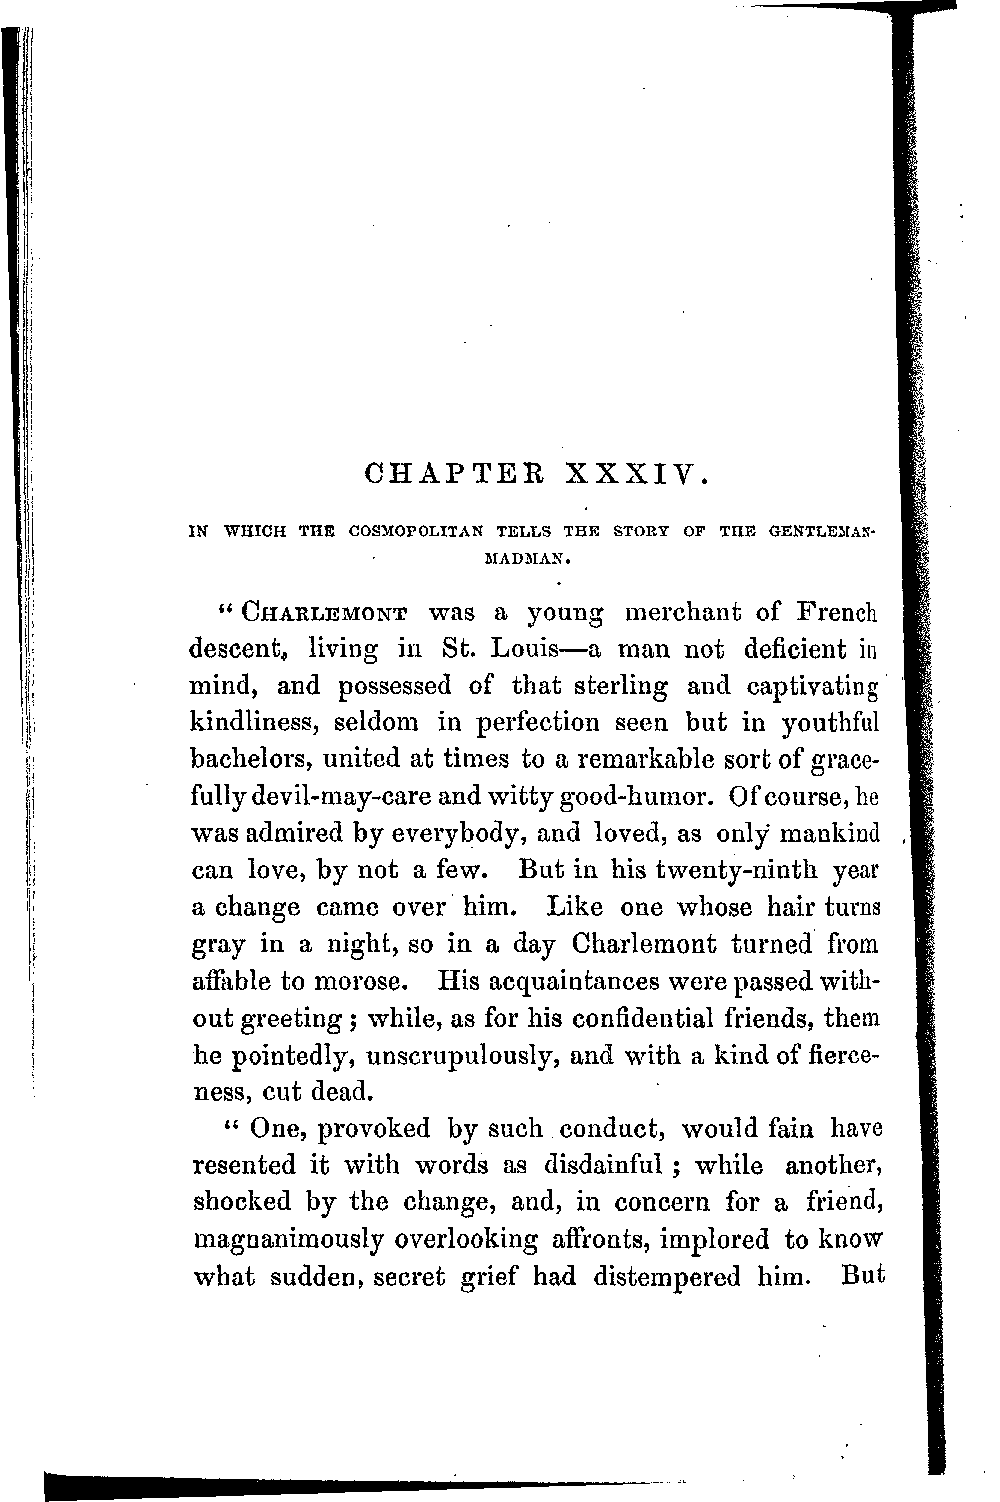 CHAPTER XXXIV.
IN WHICH THE COSMOPOLITAN TELLS THE STORY OF THE GENTLEMAN-
MADMAN.
“ CHARLEMONT was a young merchant of French
descent, living in St. Louis—a man not deficient in
mind, and possessed of that sterling and captivating
kindliness, seldom in perfection seen but in youthful
bachelors, united at times to a remarkable sort of grace-
fully devil-may-care and witty good-humor. Of course, he
was admired by everybody, and loved, as only mankind
can love, by not a few. But in his twenty-ninth year
a change came over him. Like one whose hair turns
gray in a night, so in a day Charlemont turned from
affable to morose. His acquaintances were passed with-
out greeting ; while, as for his confidential friends, them
he pointedly, unscrupulously, and with a kind of fierce-
ness, cut dead.
“ One, provoked by such conduct, would fain have
resented it with words as disdainful ; while another,
shocked by the change, and, in concern for a friend,
magnanimously overlooking affronts, implored to know
what sudden, secret grief had distempered him. But